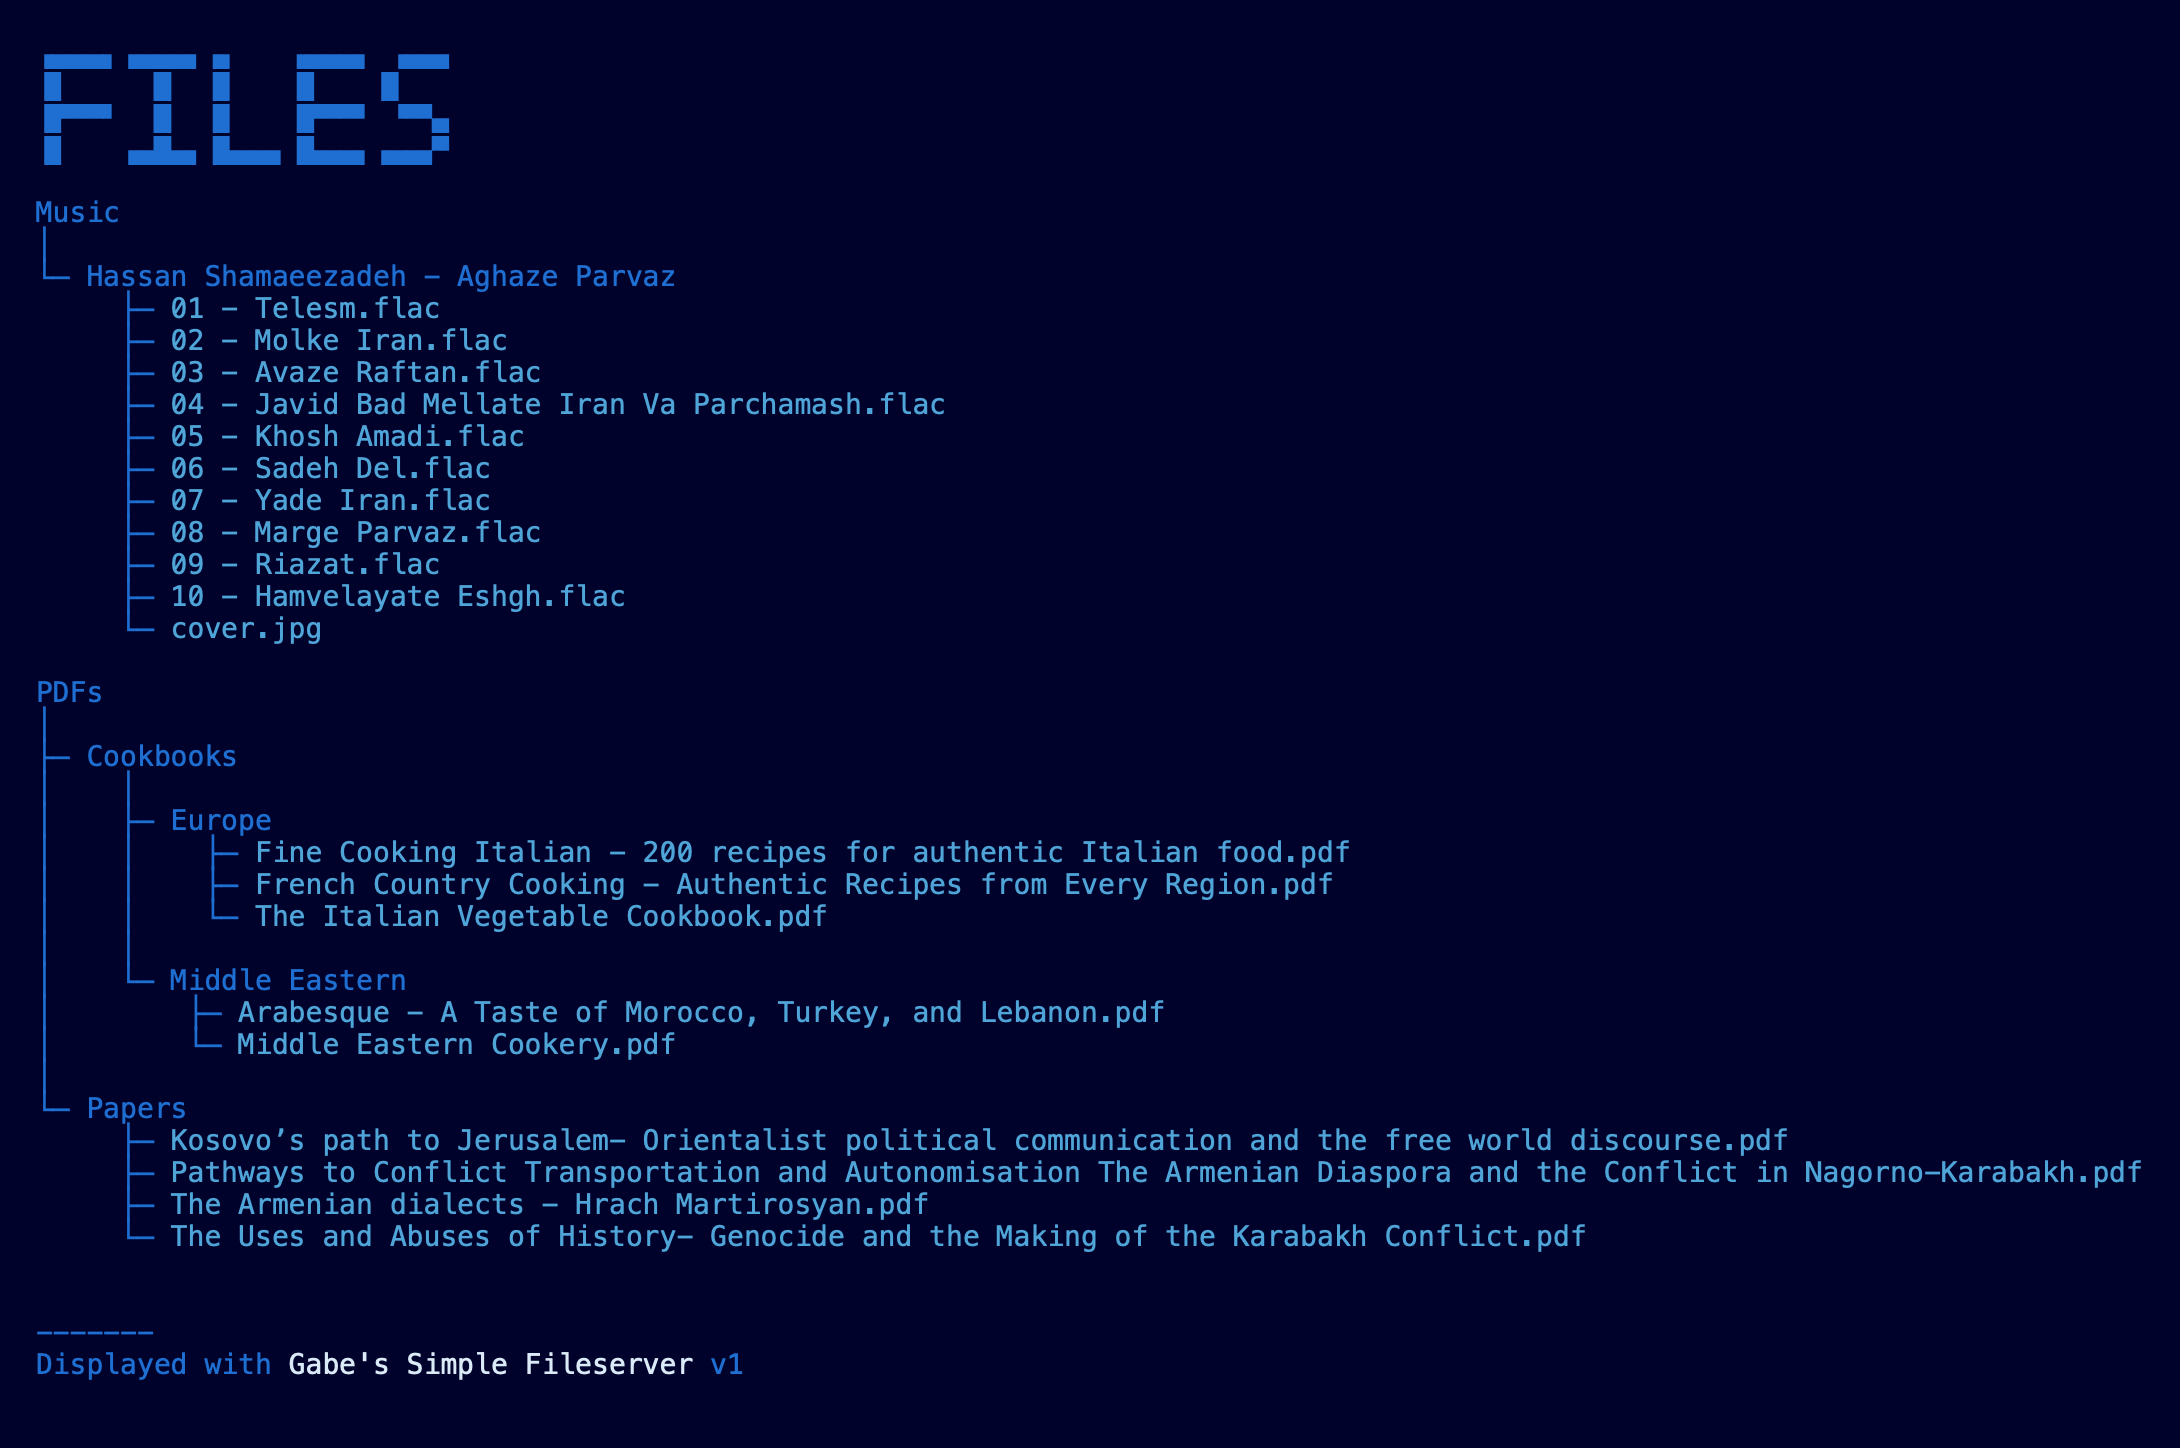 FILES
Music
Hassan Shamaeezadeh - Aghaze Parvaz
01 - Telesm.flac
02 - Molke Iran.flac
03 - Avaze Raftan.flac
04 - Javid Bad Mellate Iran Va Parchamash.flac
05 - Khosh Amadi.flac
06 - Sadeh Del.flac
07 - Yade Iran.flac
08 - Marge Parvaz.flac
09 - Riazat.flac
10 - Hamvelayate Eshgh.flac
cover.jpg
PDFs
Cookbooks
Europe
Fine Cooking Italian - 200 recipes for authentic Italian food.pdf
French Country Cooking - Authentic Recipes from Every Region.pdf
The Italian Vegetable Cookbook.pdf
Middle Eastern
Arabesque - A Taste of Morocco, Turkey, and Lebanon.pdf
Middle Eastern Cookery.pdf
Papers
Kosovo’s path to Jerusalem- Orientalist political communication and the free world discourse.pdf
Pathways to Conflict Transportation and Autonomisation The Armenian Diaspora and the Conflict in Nagorno-Karabakh.pdf
The Armenian dialects - Hrach Martirosyan.pdf
The Uses and Abuses of History- Genocide and the Making of the Karabakh Conflict.pdf
-------
Displayed with Gabe's Simple Fileserver v1